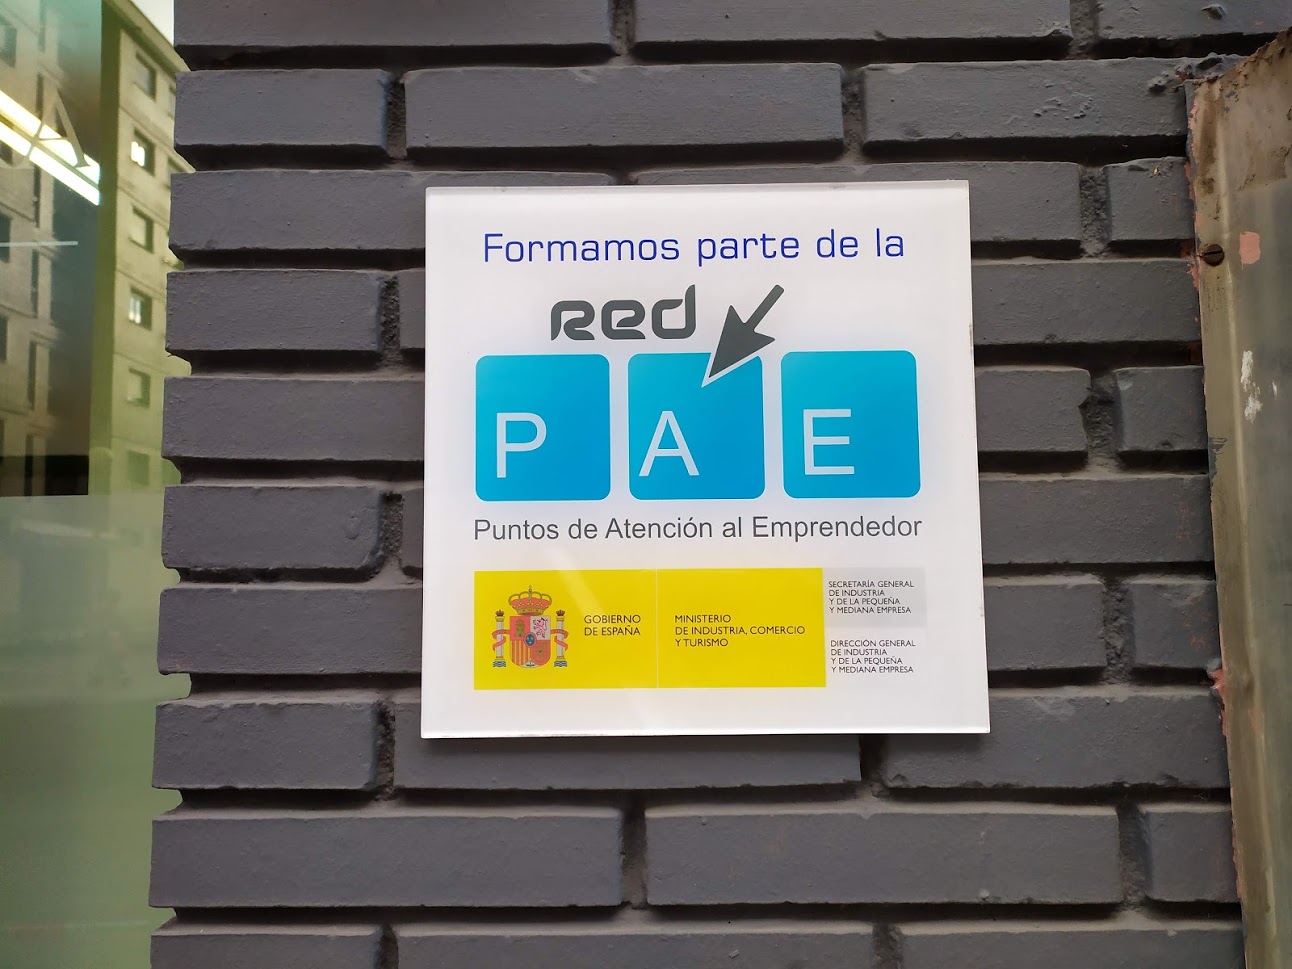 Formamos parte de la
red
P A E
Puntos de Atención al Emprendedor
GOBIERNO
DE ESPAÑA
MINISTERIO
DE INDUSTRIA, COMERCIO
Y TURISMO
SECRETARÍA GENERAL
DE INDUSTRIA
Y DE LA PEQUEÑA
Y MEDIANA EMPRESA
DIRECCIÓN GENERAL
DE INDUSTRIA
Y DE LA PEQUEÑA
Y MEDIANA EMPRESA